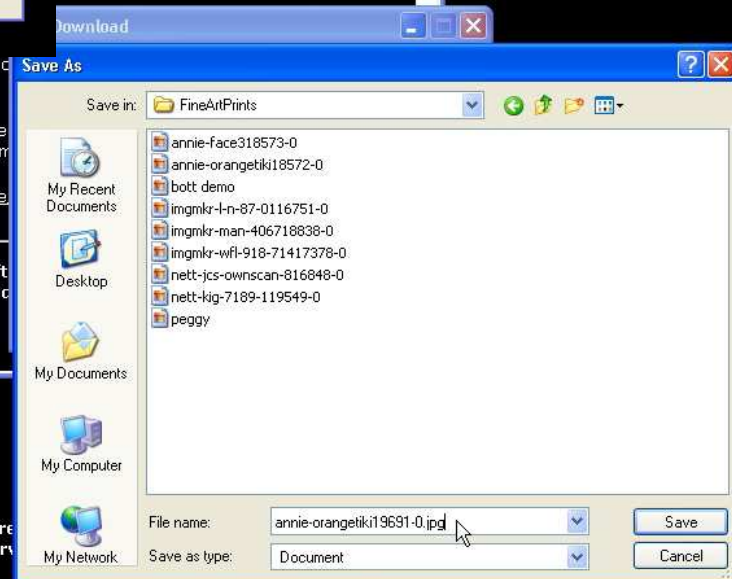 Download
Save As
Save in: FineArtPrints
My Recent Documents
Desktop
My Documents
My Computer
My Network
annie-face318573-0
annie-orangetiki18572-0
bott demo
imgmkr-l-n-87-0116751-0
imgmkr-man-406718838-0
imgmkr-wfl-918-71417378-0
nett-jcs-ownscan-816848-0
nett-kig-7189-119549-0
peggy
File name: annie-orangetiki19691-0.jpg
Save
Save as type: Document
Cancel